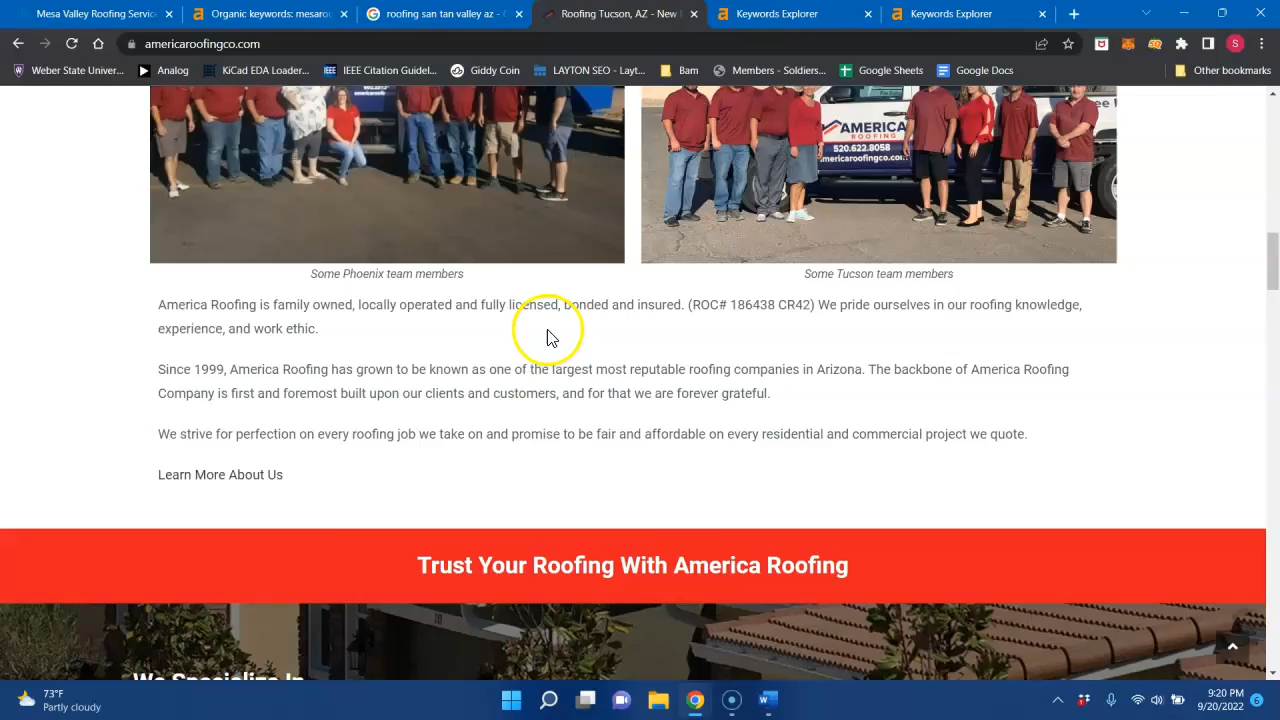 Mesa Valley Roofing Service
Organic keywords: mesaroo
roofing san tan valley az - G
Roofing Tucson, AZ - New
Keywords Explorer
Keywords Explorer
americaroofingco.com
S
Weber State Univer...
Analog
KiCad EDA Loader...
IEEE Citation Guidel...
Giddy Coin
LAYTON SEO - Layt...
Bam
Members - Soldiers...
Google Sheets
Google Docs
Other bookmarks
AMERICA
ROOFING
520.622.8058
americaroofingco.com
Some Phoenix team members
Some Tucson team members
America Roofing is family owned, locally operated and fully licensed, bonded and insured. (ROC# 186438 CR42) We pride ourselves in our roofing knowledge,
experience, and work ethic.
Since 1999, America Roofing has grown to be known as one of the largest most reputable roofing companies in Arizona. The backbone of America Roofing
Company is first and foremost built upon our clients and customers, and for that we are forever grateful.
We strive for perfection on every roofing job we take on and promise to be fair and affordable on every residential and commercial project we quote.
Learn More About Us
Trust Your Roofing With America Roofing
We Specialize In
73°F
Partly cloudy
9:20 PM
9/20/2022
6